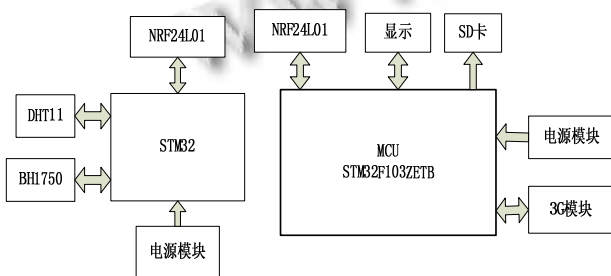 NRF24L01
DHT11
STM32
BH1750
电源模块
NRF24L01
显示
SD卡
MCU
STM32F103ZETB
电源模块
3G模块